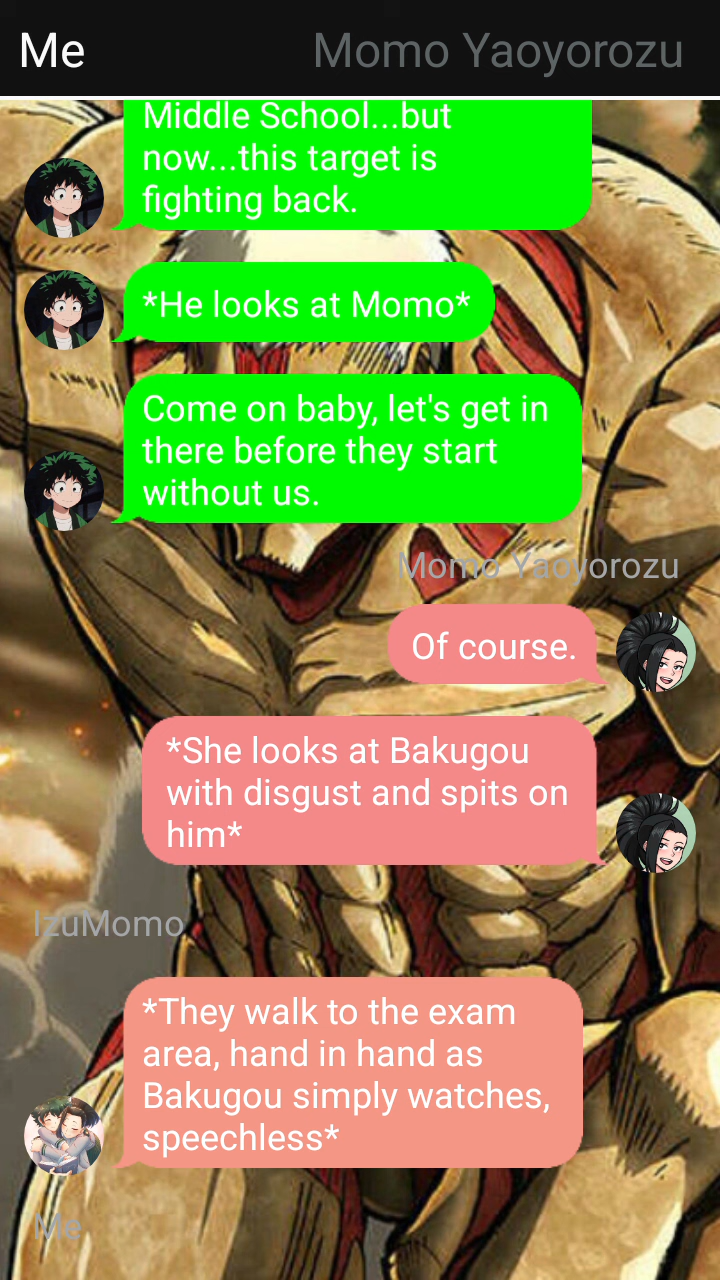 Me
Momo Yaoyorozu
Middle School...but
now...this target is
fighting back.
*He looks at Momo*
Come on baby, let's get in
there before they start
without us.
Momo Yaoyorozu
Of course.
*She looks at Bakugou
with disgust and spits on
him*
IzuMomo
*They walk to the exam
area, hand in hand as
Bakugou simply watches,
speechless*
Me